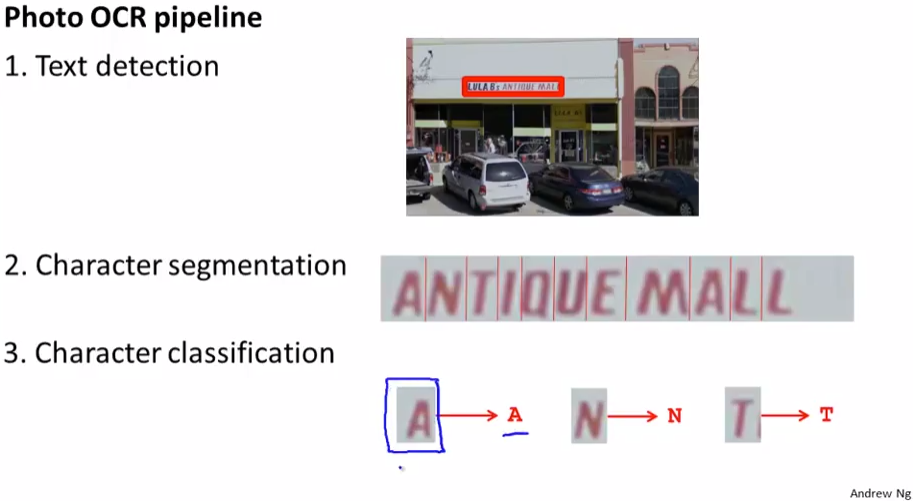 Photo OCR pipeline
1. Text detection
LULA B's ANTIQUE MALL
2. Character segmentation
ANTIQUE MALL
3. Character classification
A A N N T T
Andrew Ng